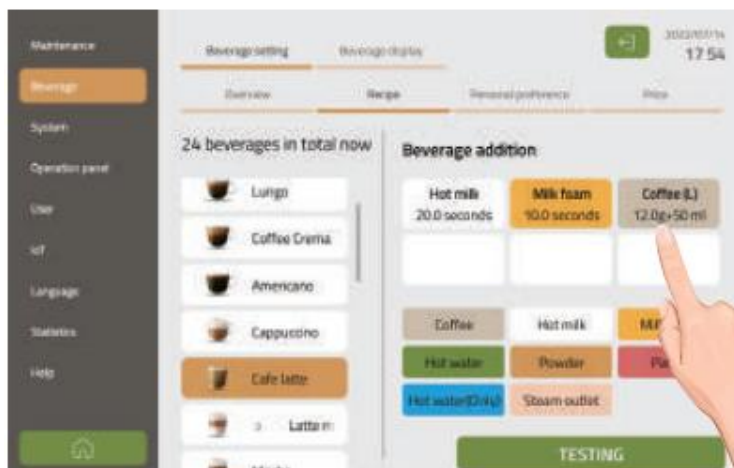 Maintenance
Beverage
System
Operation panel
User
IoT
Language
Statistics
Help
Beverage setting
Beverage display
17:54
Overview
Recipe
Personal preference
Price
24 beverages in total now
Lungo
Coffee Crema
Americano
Cappuccino
Cafe latte
Latte m
Beverage addition
Hot milk
20.0 seconds
Milk foam
10.0 seconds
Coffee (L)
12.0g+50 ml
Coffee
Hot milk
Hot water
Powder
Hot water(Only)
Steam outlet
TESTING